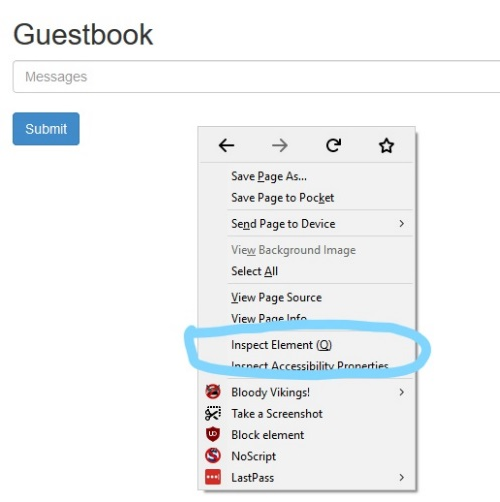 Guestbook
Messages
Submit
Save Page As...
Save Page to Pocket
Send Page to Device
View Background Image
Select All
View Page Source
View Page Info
Inspect Element (Q)
Inspect Accessibility Properties
Bloody Vikings!
Take a Screenshot
Block element
NoScript
LastPass